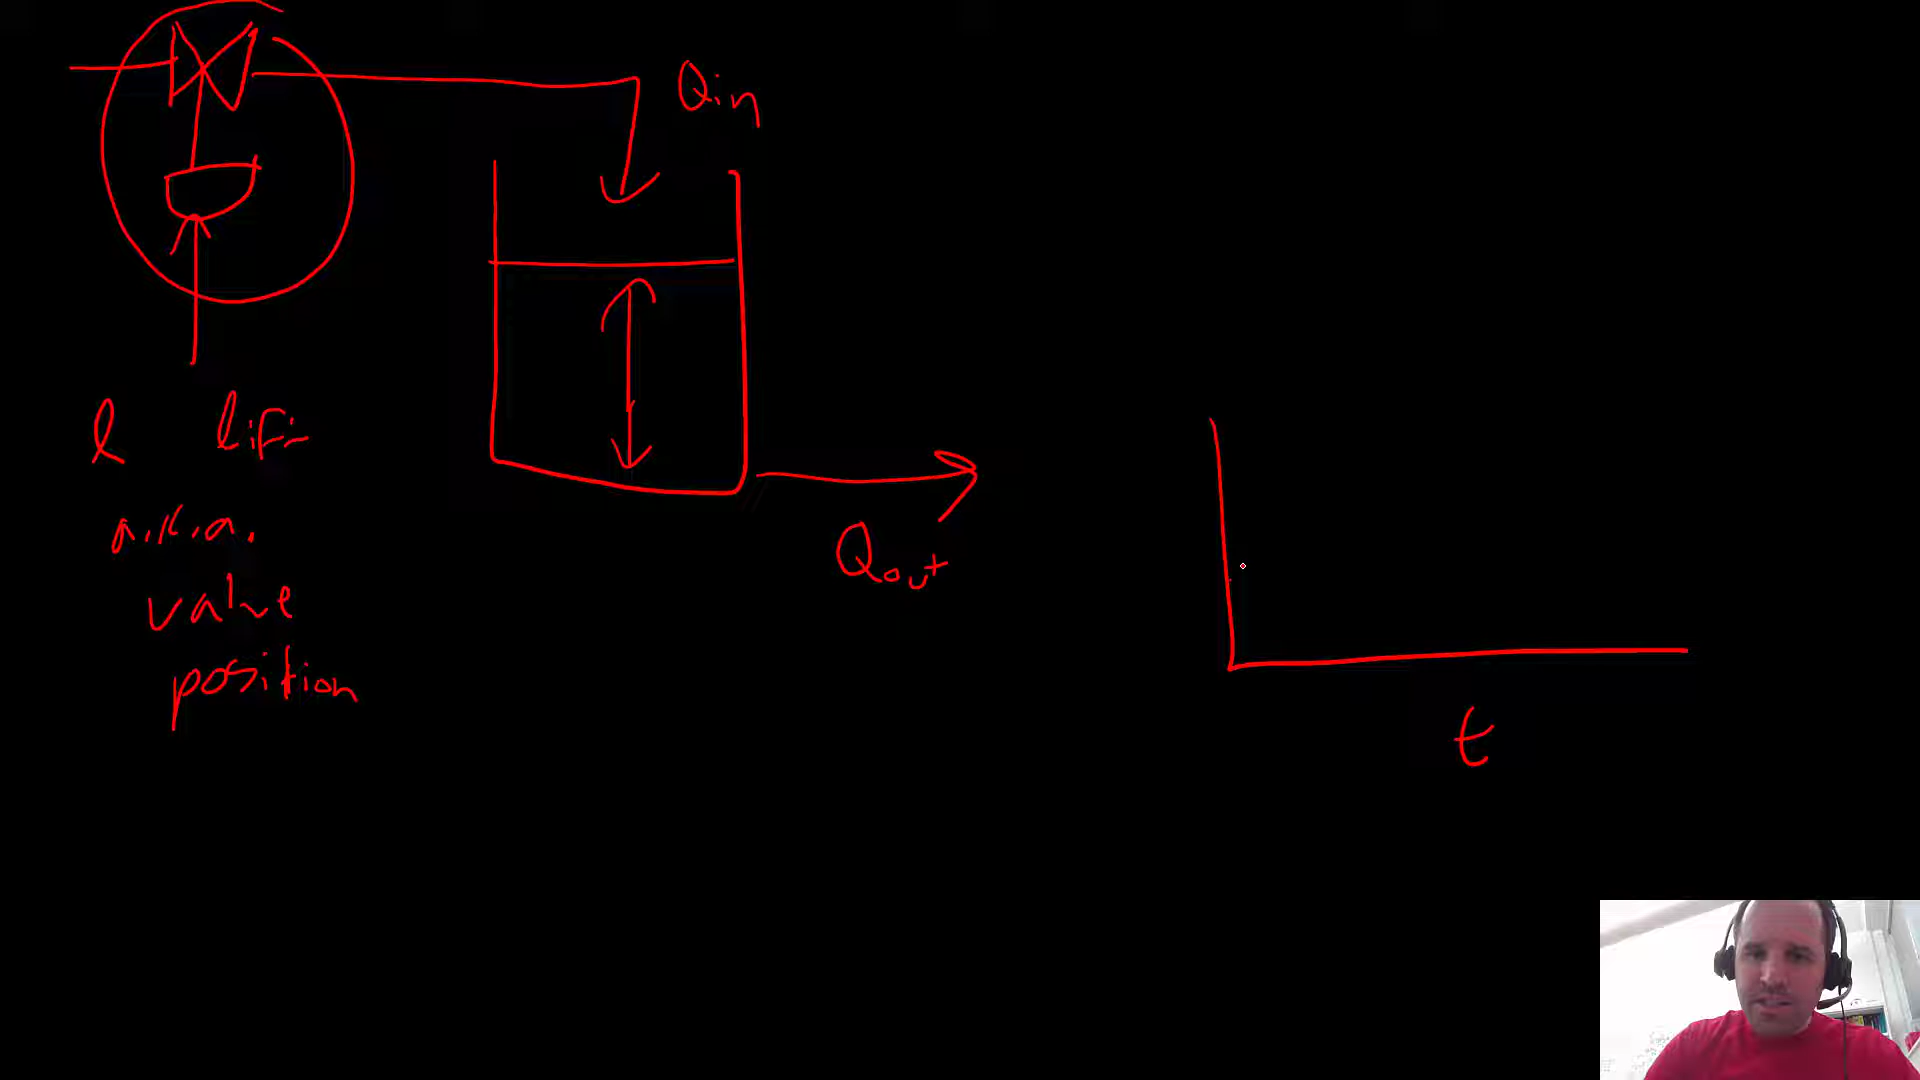 Qin
l lift
a.k.a.
valve
position
Qout
t